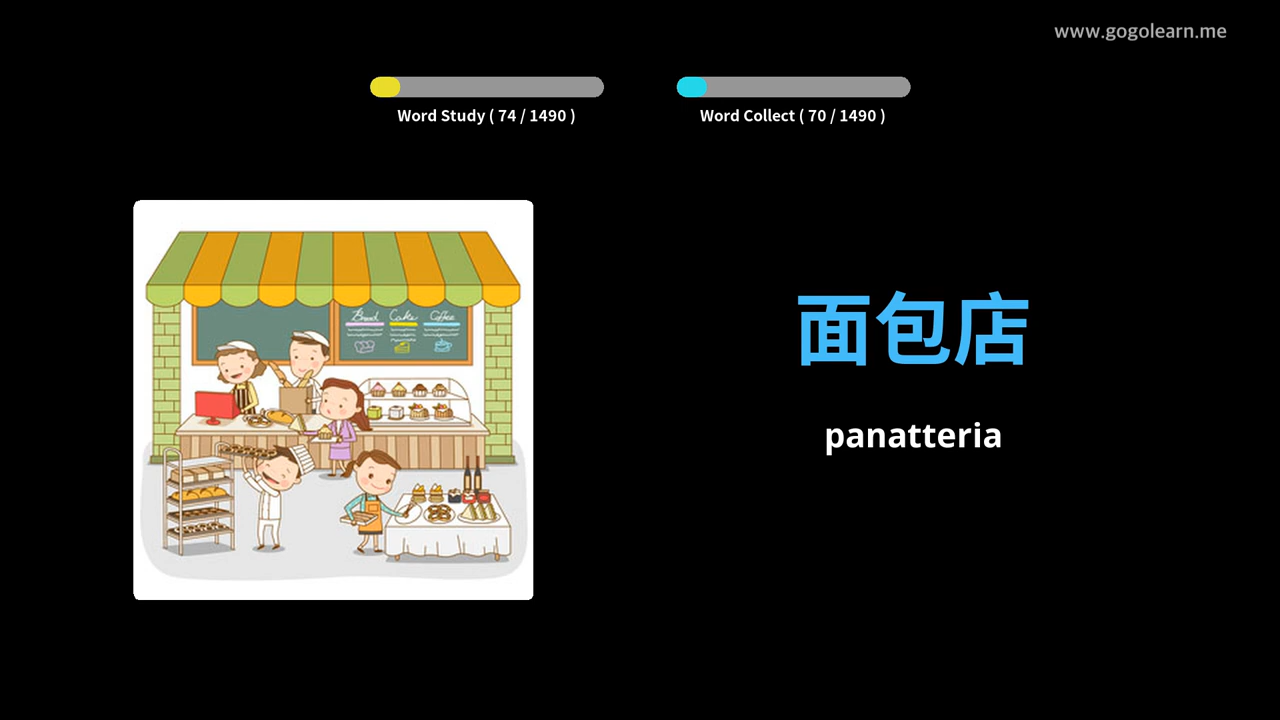 www.gogolearn.me
Word Study ( 74 / 1490 )
Word Collect ( 70 / 1490 )
Bread Cake Coffee
面包店
panatteria